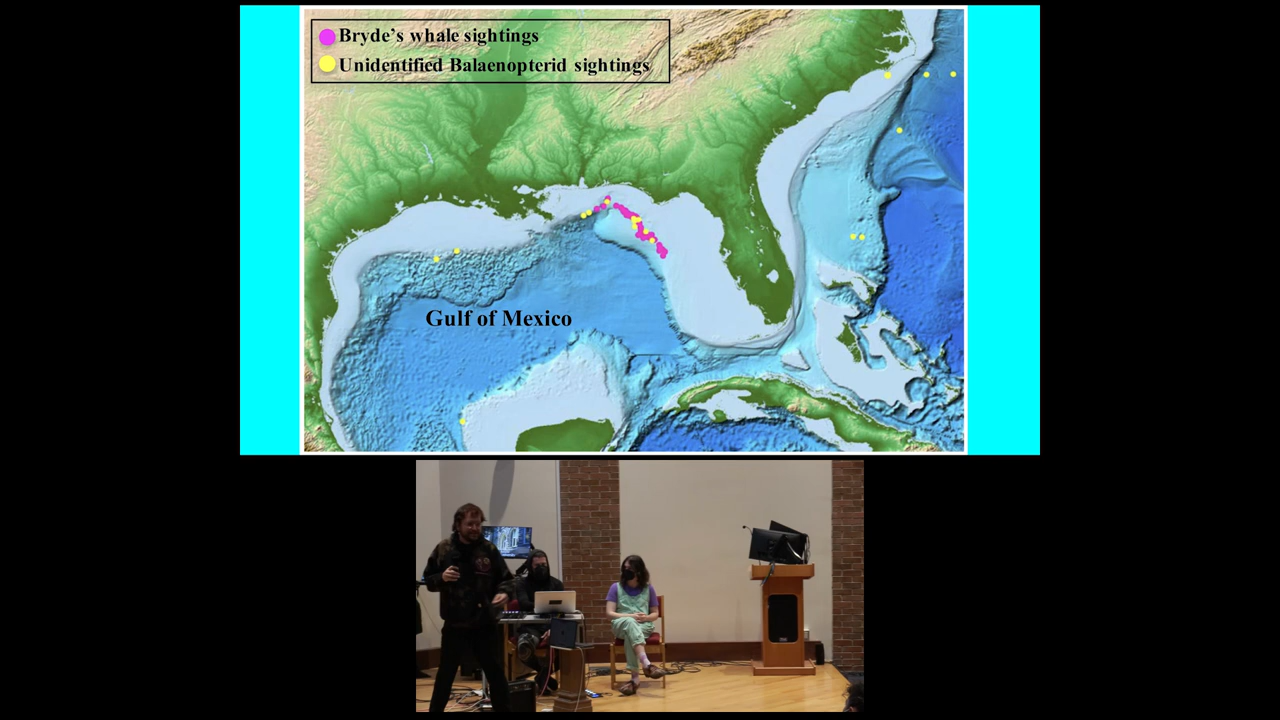 Bryde's whale sightings
Unidentified Balaenopterid sightings
Gulf of Mexico